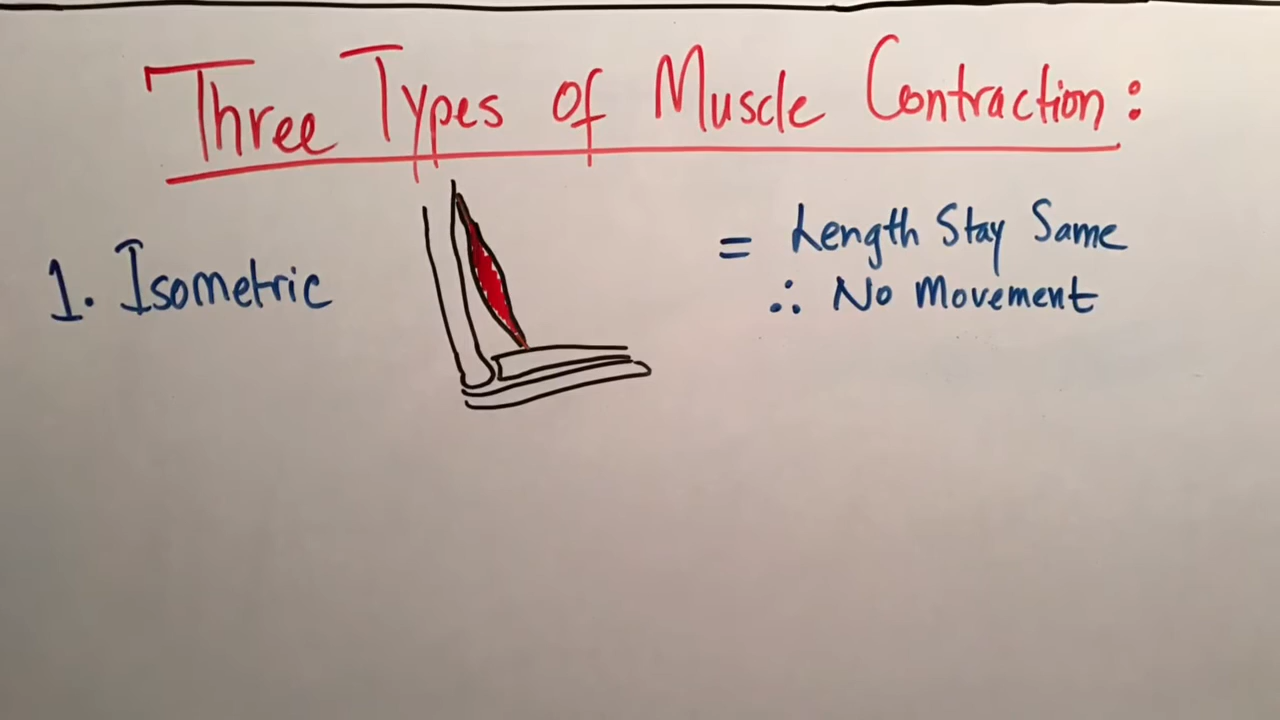 Three Types of Muscle Contraction:
1. Isometric
= Length Stay Same
∴ No Movement